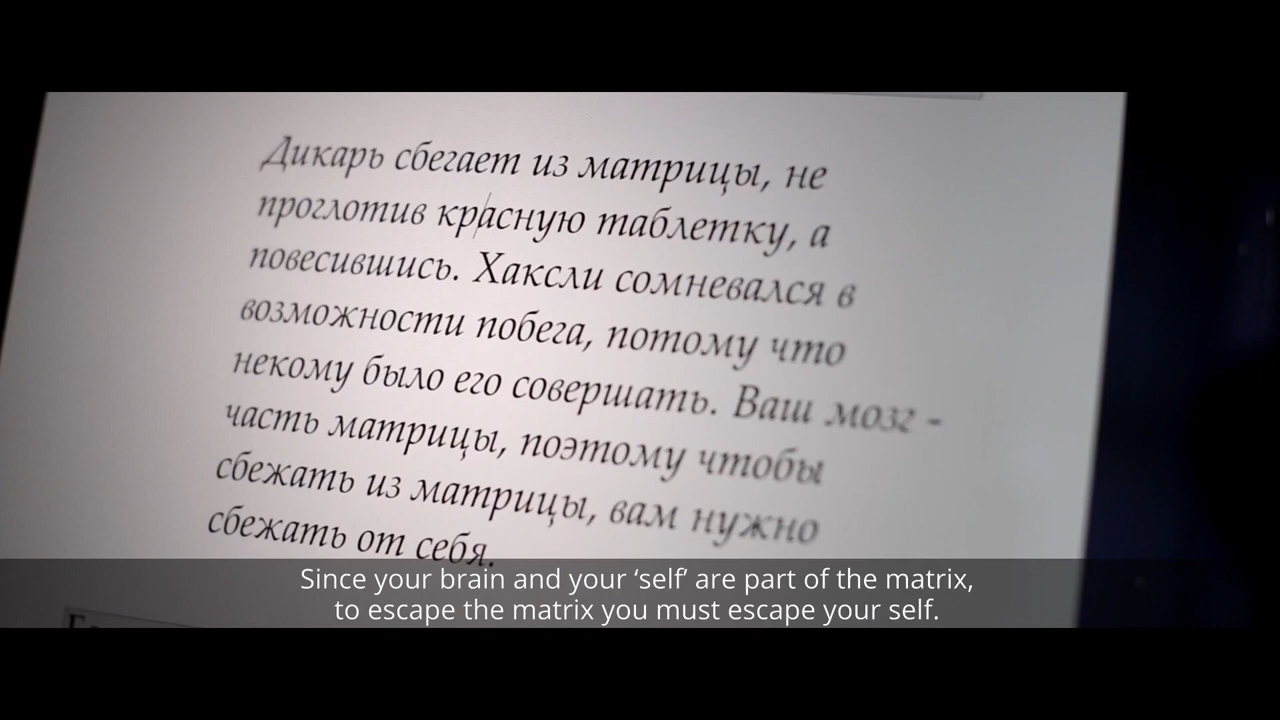 Дикарь сбегает из матрицы, не
проглотив красную таблетку, а
повесившись. Хаксли сомневался в
возможности побега, потому что
некому было его совершать. Ваш мозг -
часть матрицы, поэтому чтобы
сбежать из матрицы, вам нужно
сбежать от себя.
Since your brain and your ‘self’ are part of the matrix,
to escape the matrix you must escape your self.